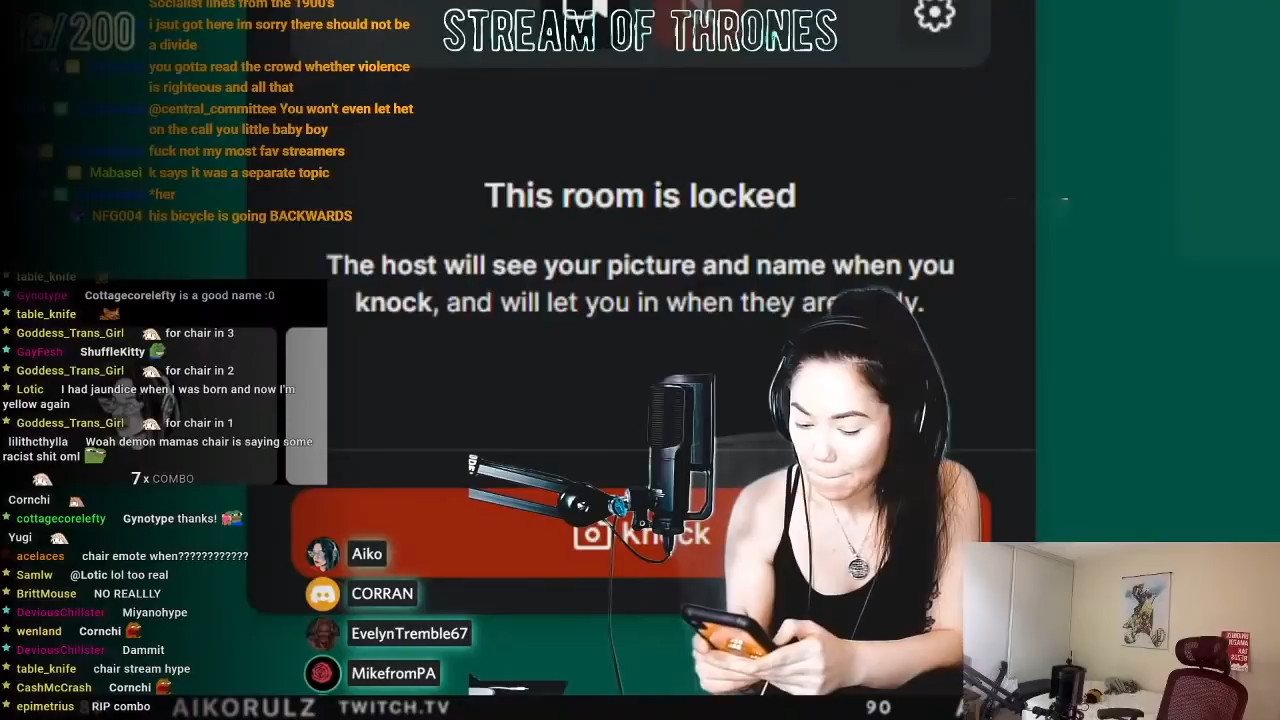 /200
STREAM OF THRONES
Socialist lines from the 1900's
i jsut got here im sorry there should not be
a divide
you gotta read the crowd whether violence
is righteous and all that
@central_committee You won't even let het
on the call you little baby boy
fuck not my most fav streamers
Mabasei k says it was a separate topic
*her
NFG004 his bicycle is going BACKWARDS
This room is locked
The host will see your picture and name when you
knock, and will let you in when they are
Knock
table_knife
Gynotype Cottagecorelefty is a good name :0
table_knife
Goddess_Trans_Girl for chair in 3
GayFesh ShuffleKitty
Goddess_Trans_Girl for chair in 2
Lotic I had jaundice when I was born and now I'm
yellow again
Goddess_Trans_Girl for chair in 1
lilithcthylla Woah demon mamas chair is saying some
racist shit oml
7x COMBO
Cornchi
cottagecorelefty Gynotype thanks!
Yugi
acelaces chair emote when????????????
Samlw @Lotic lol too real
BrittMouse NO REALLLY
DeviousChillster Miyanohype
wenland Cornchi
DeviousChillster Dammit
table_knife chair stream hype
CashMcCrash Cornchi
epimetrius RIP combo
Aiko
CORRAN
EvelynTremble67
MikefromPA
AIKORULZ TWITCH.TV
90